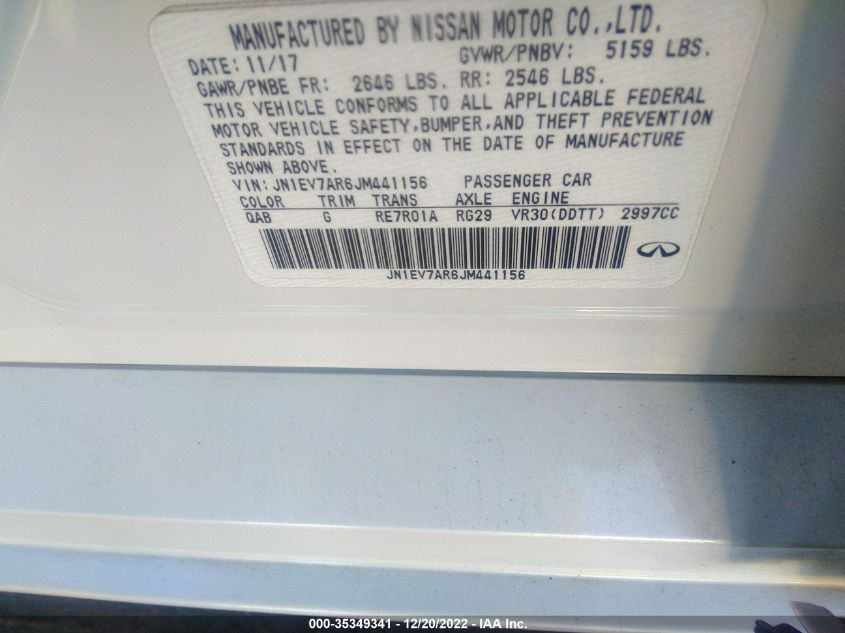 MANUFACTURED BY NISSAN MOTOR CO.,LTD.
DATE: 11/17 GVWR/PNBV: 5159 LBS.
GAWR/PNBE FR: 2646 LBS. RR: 2546 LBS.
THIS VEHICLE CONFORMS TO ALL APPLICABLE FEDERAL
MOTOR VEHICLE SAFETY,BUMPER,AND THEFT PREVENTION
STANDARDS IN EFFECT ON THE DATE OF MANUFACTURE
SHOWN ABOVE.
VIN: JN1EV7AR6JM441156 PASSENGER CAR
COLOR TRIM TRANS AXLE ENGINE
QAB G RE7R01A RG29 VR30(DDTT) 2997CC
JN1EV7AR6JM441156
000-35349341 - 12/20/2022 - IAA Inc.